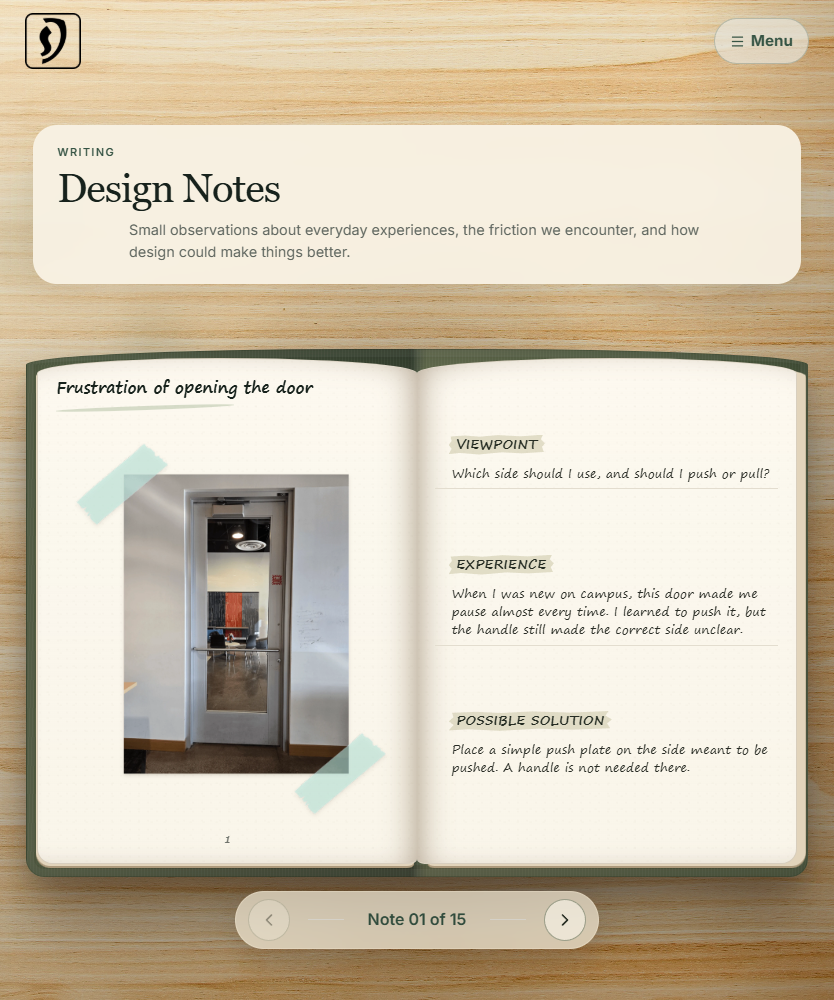 Menu
WRITING
Design Notes
Small observations about everyday experiences, the friction we encounter, and how
design could make things better.
Frustration of opening the door
1
VIEWPOINT
Which side should I use, and should I push or pull?
EXPERIENCE
When I was new on campus, this door made me
pause almost every time. I learned to push it, but
the handle still made the correct side unclear.
POSSIBLE SOLUTION
Place a simple push plate on the side meant to be
pushed. A handle is not needed there.
Note 01 of 15